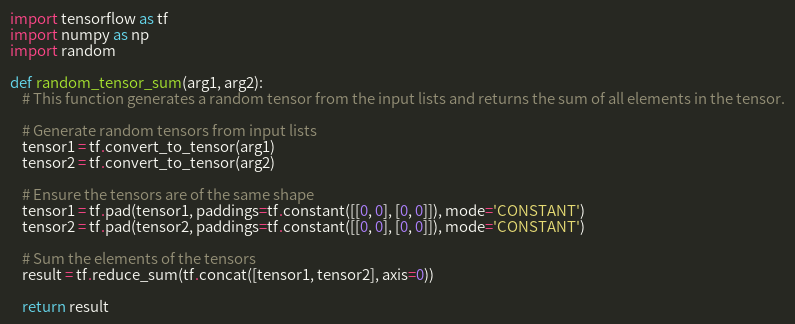 import tensorflow as tf
import numpy as np
import random
def random_tensor_sum(arg1, arg2):
# This function generates a random tensor from the input lists and returns the sum of all elements in the tensor.
# Generate random tensors from input lists
tensor1 = tf.convert_to_tensor(arg1)
tensor2 = tf.convert_to_tensor(arg2)
# Ensure the tensors are of the same shape
tensor1 = tf.pad(tensor1, paddings=tf.constant([[0, 0], [0, 0]]), mode='CONSTANT')
tensor2 = tf.pad(tensor2, paddings=tf.constant([[0, 0], [0, 0]]), mode='CONSTANT')
# Sum the elements of the tensors
result = tf.reduce_sum(tf.concat([tensor1, tensor2], axis=0))
return result